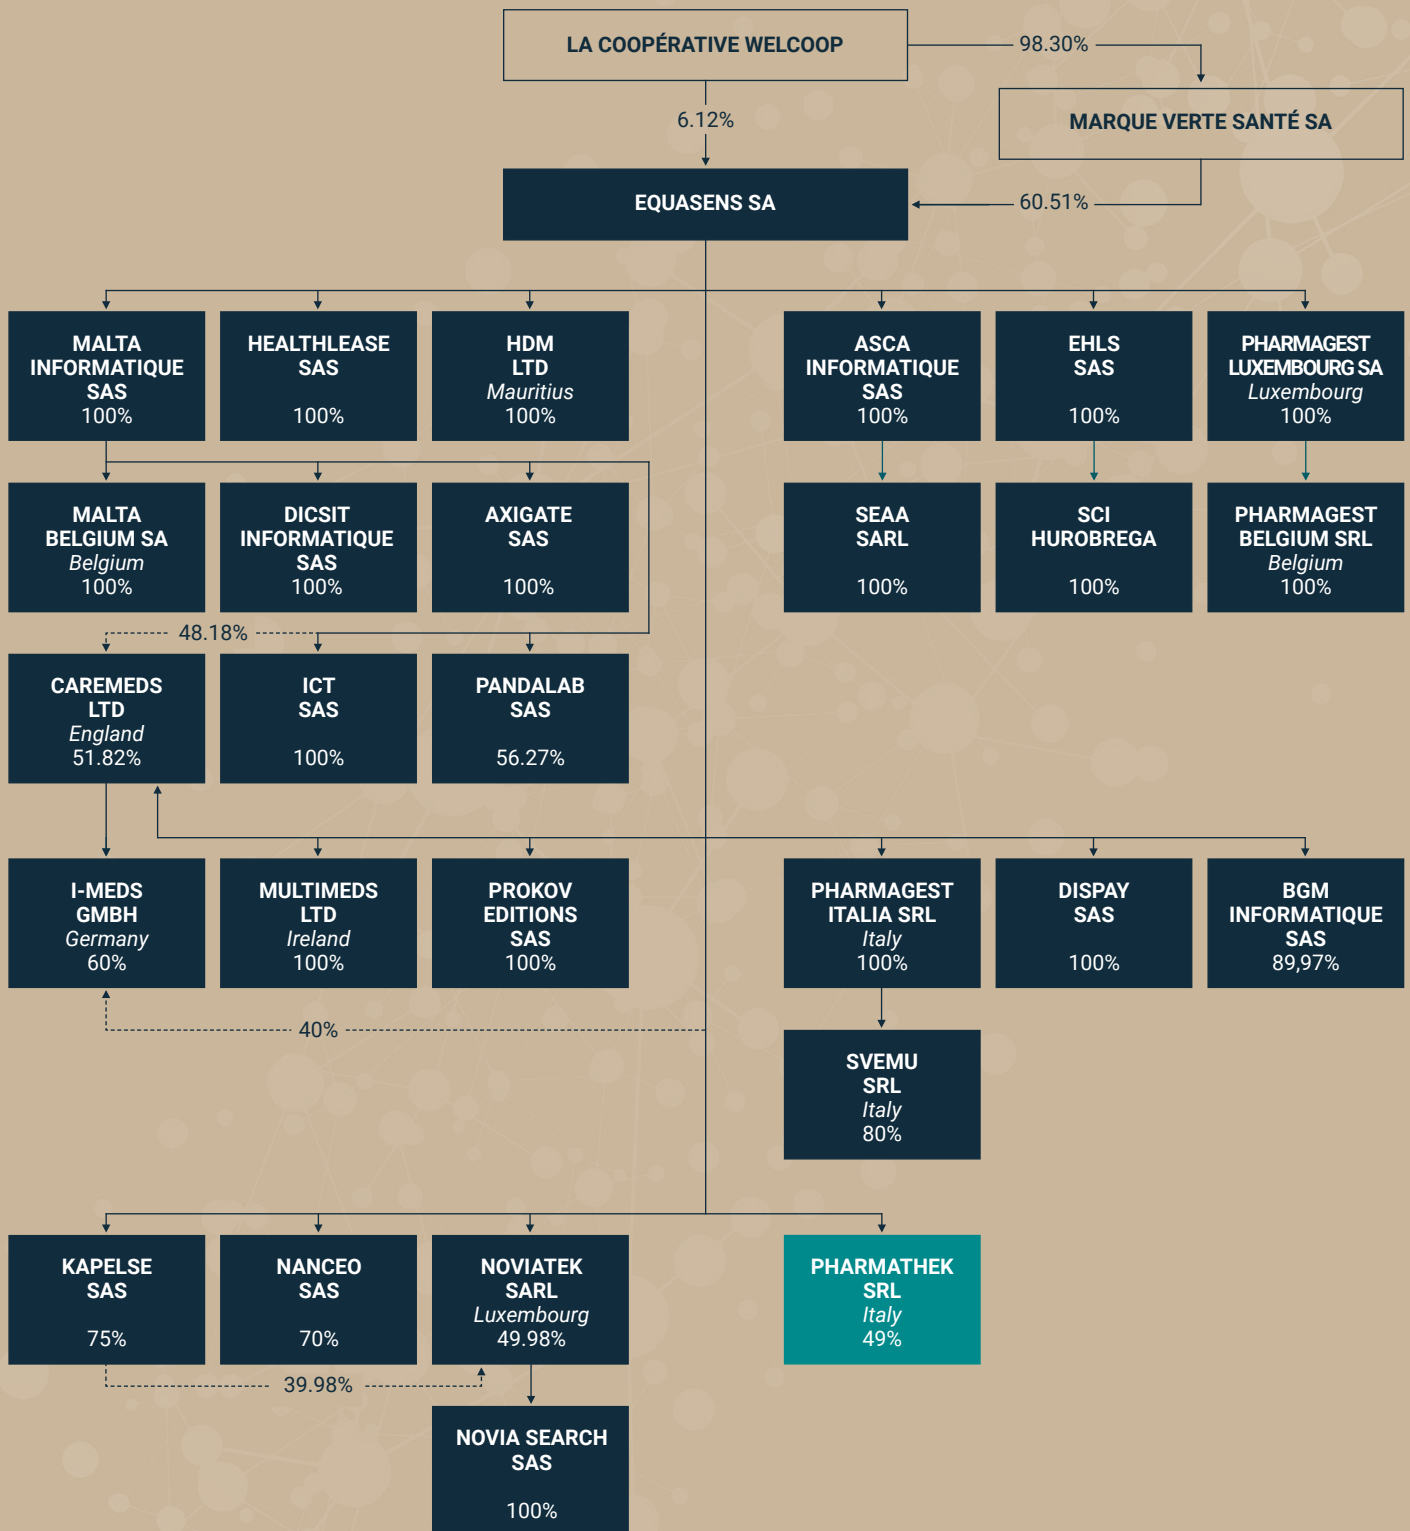 LA COOPÉRATIVE WELCOOP
98.30%
6.12%
MARQUE VERTE SANTÉ SA
EQUASENS SA
60.51%
MALTA
INFORMATIQUE
SAS
100%
HEALTHLEASE
SAS
100%
HDM
LTD
Mauritius
100%
ASCA
INFORMATIQUE
SAS
100%
EHLS
SAS
100%
PHARMAGEST
LUXEMBOURG SA
Luxembourg
100%
MALTA
BELGIUM SA
Belgium
100%
DICSIT
INFORMATIQUE
SAS
100%
AXIGATE
SAS
100%
SEAA
SARL
100%
SCI
HUROBREGA
100%
PHARMAGEST
BELGIUM SRL
Belgium
100%
48.18%
CAREMEDS
LTD
England
51.82%
ICT
SAS
100%
PANDALAB
SAS
56.27%
I-MEDS
GMBH
Germany
60%
MULTIMEDS
LTD
Ireland
100%
PROKOV
EDITIONS
SAS
100%
PHARMAGEST
ITALIA SRL
Italy
100%
DISPAY
SAS
100%
BGM
INFORMATIQUE
SAS
89,97%
40%
SVEMU
SRL
Italy
80%
KAPELSE
SAS
75%
NANCEO
SAS
70%
NOVIATEK
SARL
Luxembourg
49.98%
PHARMATHEK
SRL
Italy
49%
39.98%
NOVIA SEARCH
SAS
100%